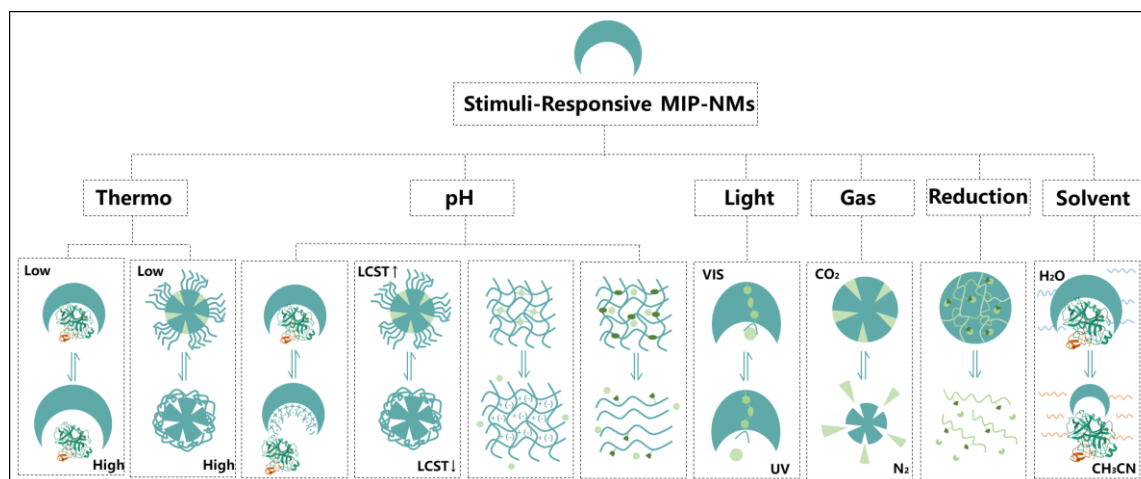 Stimuli-Responsive MIP-NMs
Thermo
pH
Light
Gas
Reduction
Solvent
Low
High
Low
High
LCST↑
LCST↓
VIS
UV
CO₂
N₂
H₂O
CH₃CN